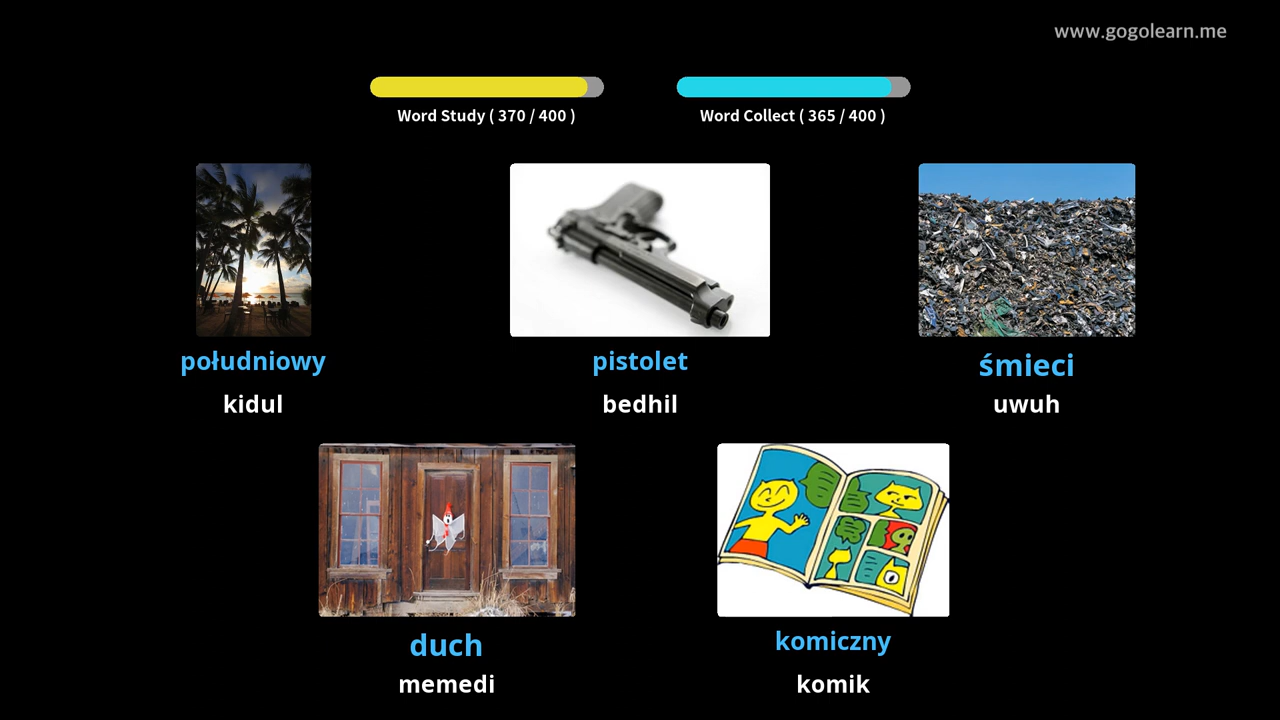 www.gogolearn.me
Word Study ( 370 / 400 )
Word Collect ( 365 / 400 )
południowy
pistolet
śmieci
kidul
bedhil
uwuh
duch
komiczny
memedi
komik